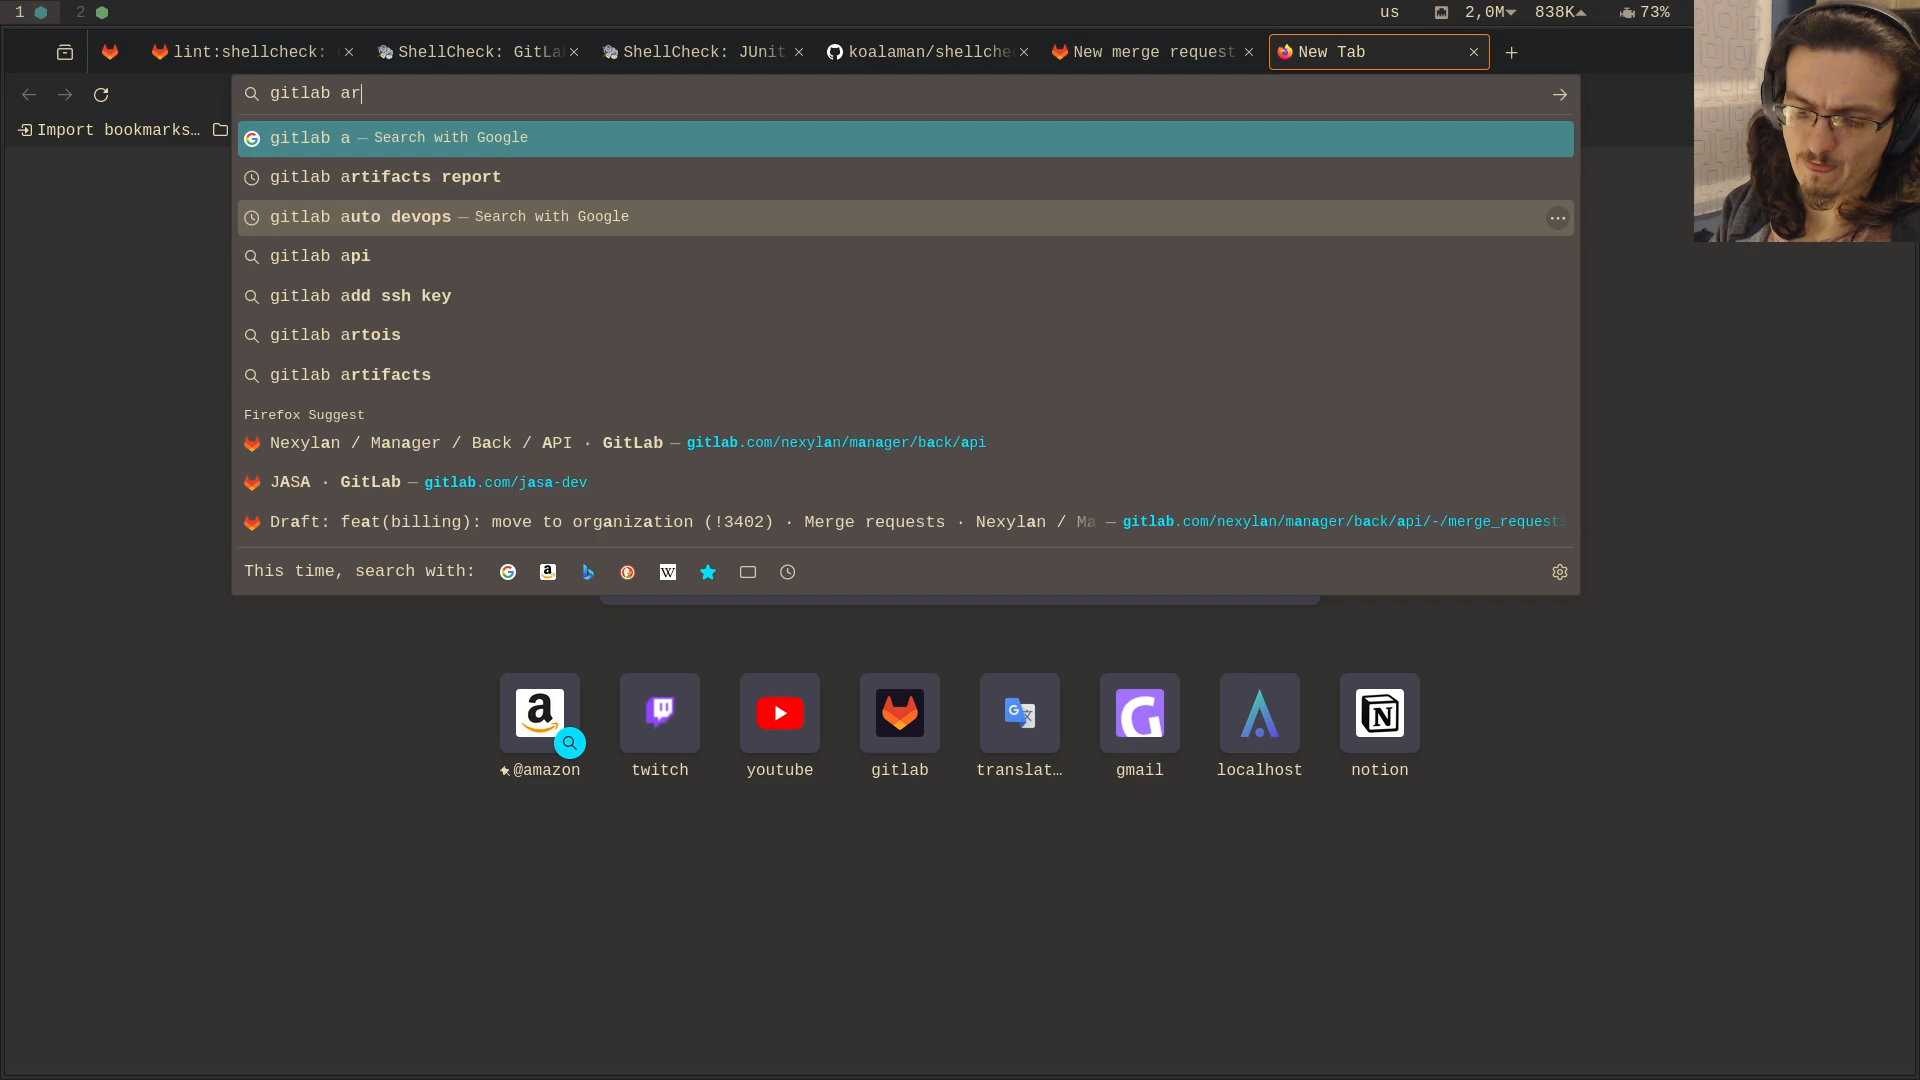 1 2 us 2,0M 838K 73%
lint:shellcheck: ShellCheck: GitLa ShellCheck: JUnit koalaman/shellche New merge request New Tab
gitlab ar
Import bookmarks…
gitlab a — Search with Google
gitlab artifacts report
gitlab auto devops — Search with Google
gitlab api
gitlab add ssh key
gitlab artois
gitlab artifacts
Firefox Suggest
Nexylan / Manager / Back / API · GitLab — gitlab.com/nexylan/manager/back/api
JASA · GitLab — gitlab.com/jasa-dev
Draft: feat(billing): move to organization (!3402) · Merge requests · Nexylan / Ma — gitlab.com/nexylan/manager/back/api/-/merge_requests
This time, search with:
@amazon twitch youtube gitlab translat… gmail localhost notion